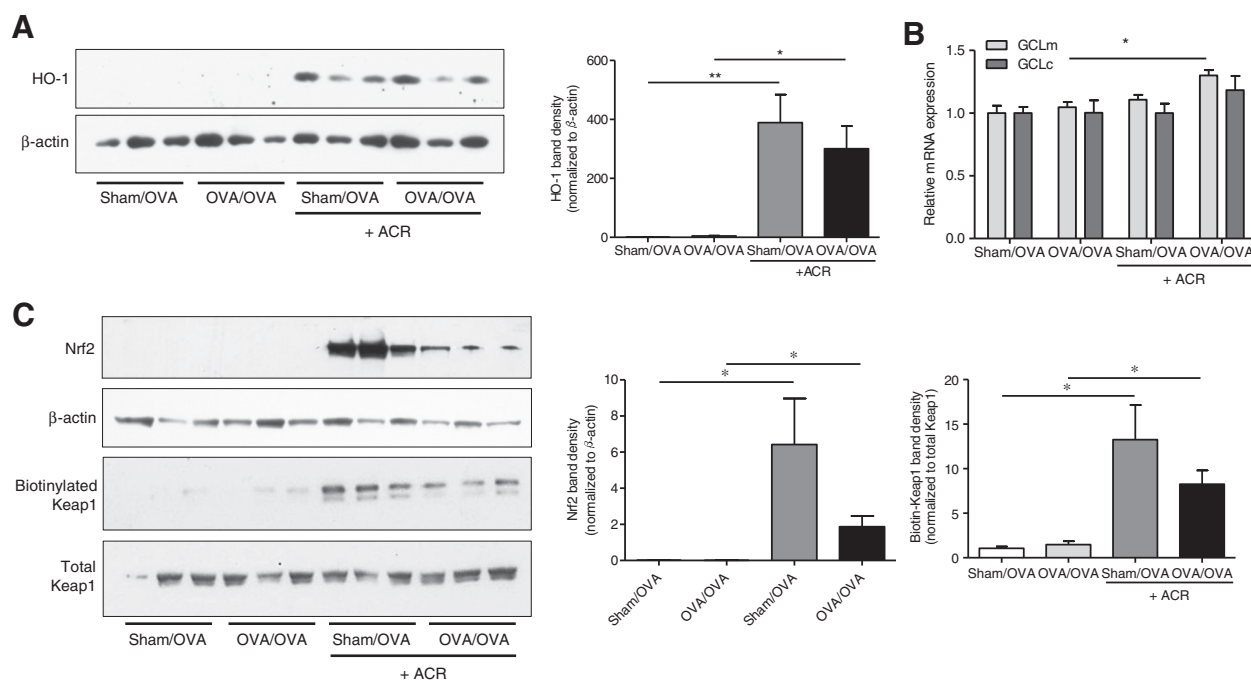 A
HO-1
β-actin
Sham/OVA OVA/OVA Sham/OVA OVA/OVA
+ ACR
HO-1 band density
(normalized to β-actin)
600
400
200
0
**
*
Sham/OVA OVA/OVA Sham/OVA OVA/OVA
+ACR
B
GCLm
GCLc
*
Relative mRNA expression
1.5
1.0
0.5
0.0
Sham/OVA OVA/OVA Sham/OVA OVA/OVA
+ ACR
C
Nrf2
β-actin
Biotinylated
Keap1
Total
Keap1
Sham/OVA OVA/OVA Sham/OVA OVA/OVA
+ ACR
Nrf2 band density
(normalized to β-actin)
10
8
6
4
2
0
*
*
Sham/OVA OVA/OVA Sham/OVA OVA/OVA
Biotin-Keap1 band density
(normalized to total Keap1)
20
15
10
5
0
*
*
Sham/OVA OVA/OVA Sham/OVA OVA/OVA
+ ACR